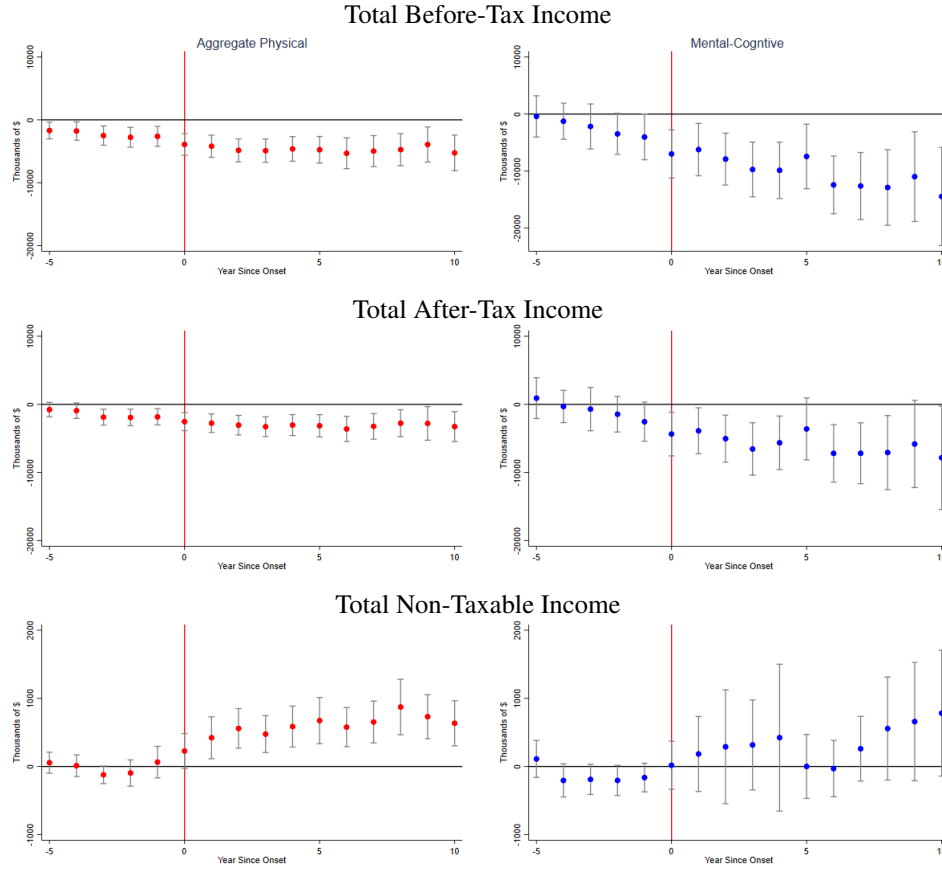 Total Before-Tax Income
Aggregate Physical
Mental-Cogntive
Thousands of $
10000
0
-10000
-20000
-5
0
5
10
Year Since Onset
Thousands of $
10000
0
-10000
-20000
-5
0
5
1
Year Since Onset
Total After-Tax Income
Thousands of $
10000
0
-10000
-20000
-5
0
5
10
Year Since Onset
Thousands of $
10000
0
-10000
-20000
-5
0
5
1
Year Since Onset
Total Non-Taxable Income
Thousands of $
2000
1000
0
-1000
-5
0
5
10
Year Since Onset
Thousands of $
2000
1000
0
-1000
-5
0
5
1
Year Since Onset